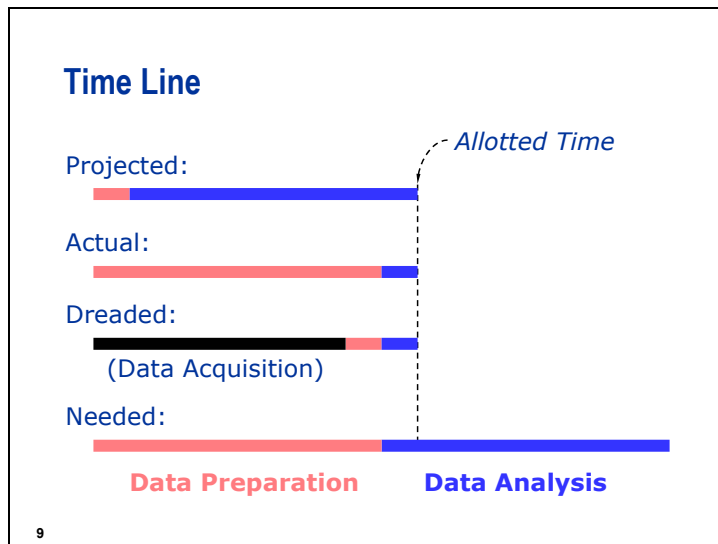 Time Line
Allotted Time
Projected:
Actual:
Dreaded:
(Data Acquisition)
Needed:
Data Preparation
Data Analysis
9